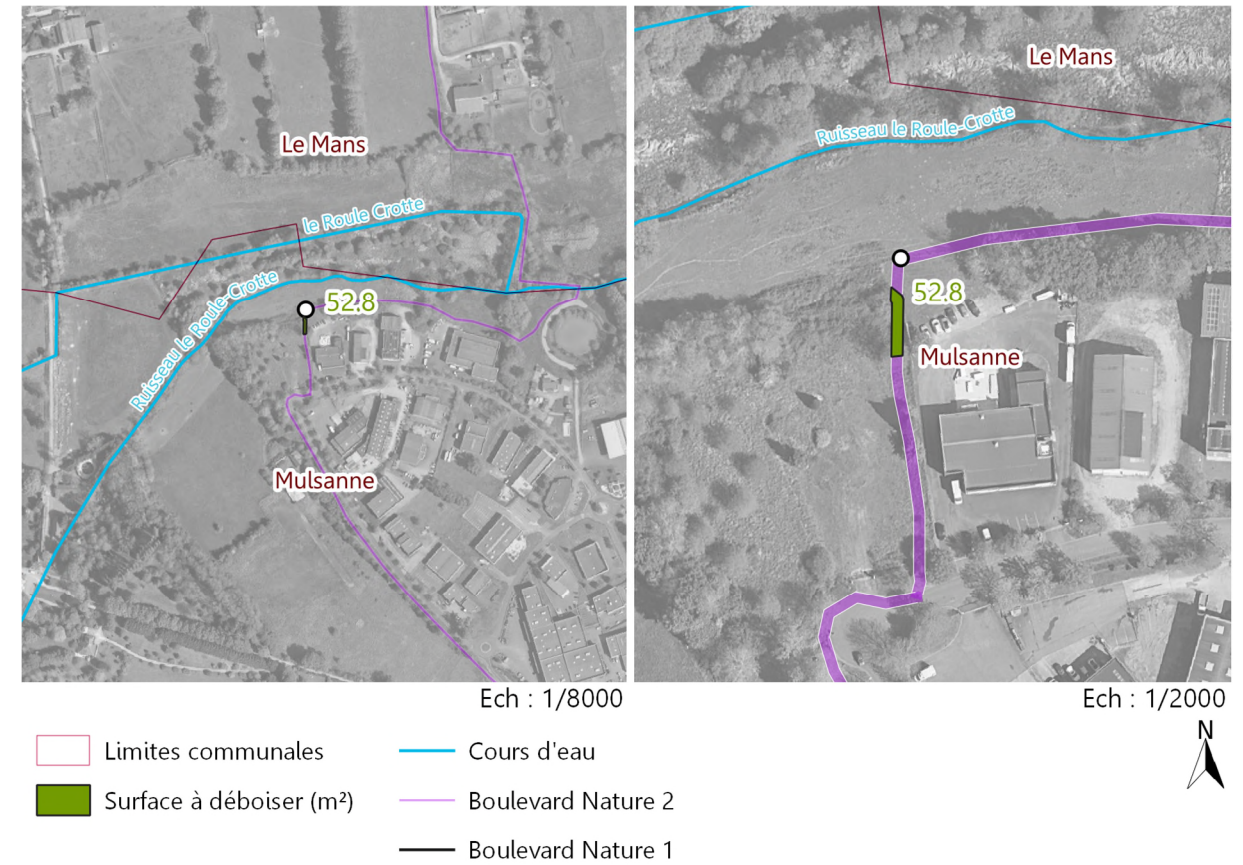 Le Mans
le Roule Crotte
Ruisseau le Roule-Crotte
52.8
Mulsanne
Ech : 1/8000
Le Mans
Ruisseau le Roule-Crotte
52.8
Mulsanne
Ech : 1/2000
N
Limites communales
Surface à déboiser (m²)
Cours d'eau
Boulevard Nature 2
Boulevard Nature 1